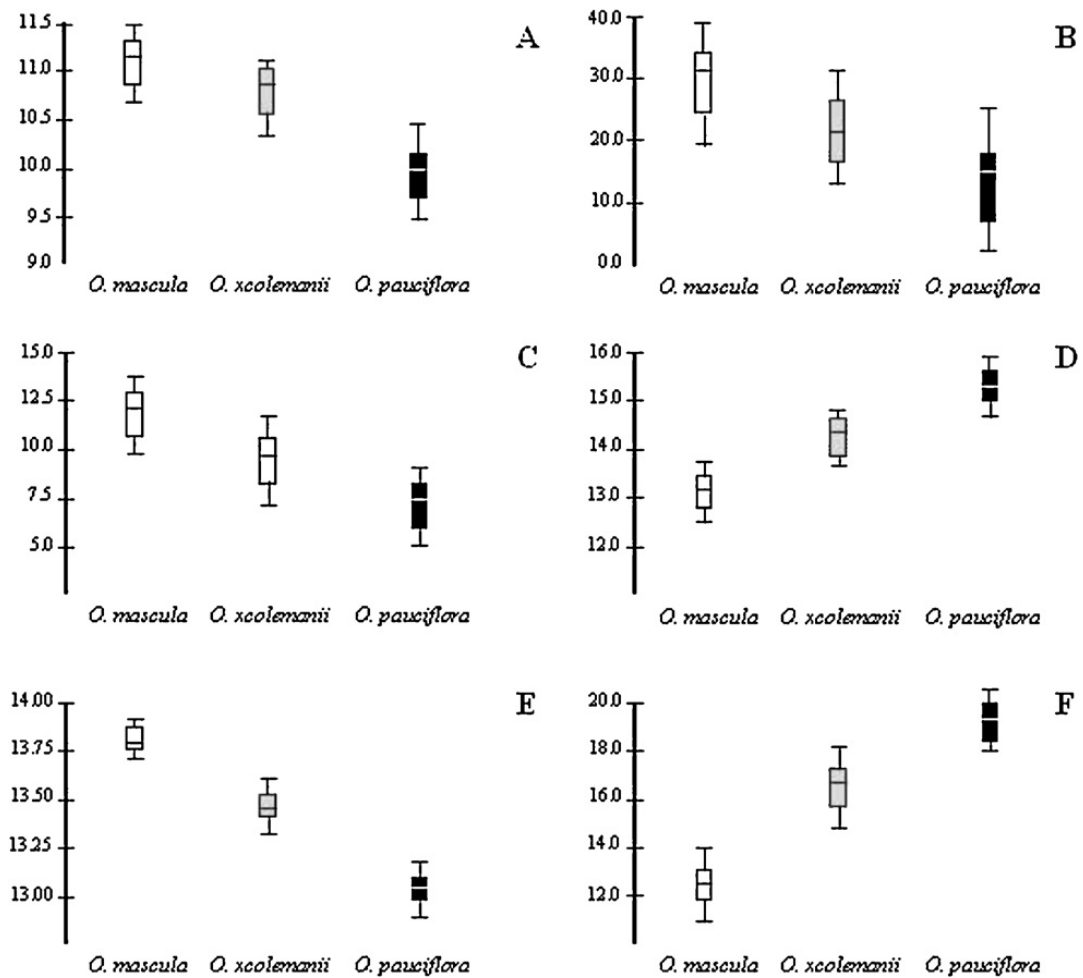 11.5
11.0
10.5
10.0
9.5
9.0
A
O. mascula O. xcolemanii O. pauciflora
40.0
30.0
20.0
10.0
0.0
B
O. mascula O. xcolemanii O. pauciflora
15.0
12.5
10.0
7.5
5.0
C
O. mascula O. xcolemanii O. pauciflora
16.0
15.0
14.0
13.0
12.0
D
O. mascula O. xcolemanii O. pauciflora
14.00
13.75
13.50
13.25
13.00
E
O. mascula O. xcolemanii O. pauciflora
20.0
18.0
16.0
14.0
12.0
F
O. mascula O. xcolemanii O. pauciflora